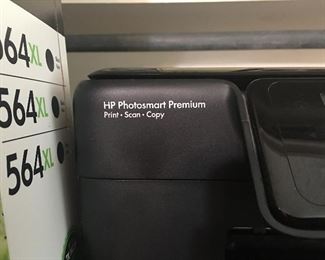 564XL
564XL
564XL
HP Photosmart Premium
Print • Scan • Copy